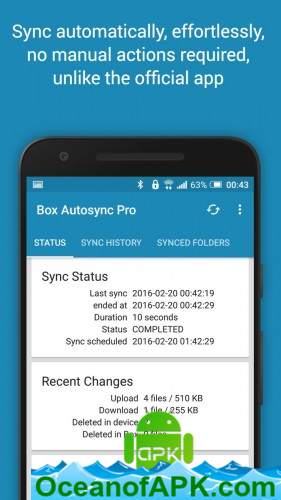 Sync automatically, effortlessly,
no manual actions required,
unlike the official app
63% 00:43
Box Autosync Pro
STATUS SYNC HISTORY SYNCED FOLDERS
Sync Status
Last sync 2016-02-20 00:42:19
ended at 2016-02-20 00:42:29
Duration 10 seconds
Status COMPLETED
Sync scheduled 2016-02-20 01:42:29
Recent Changes
Upload 4 files / 510 KB
Download 1 file / 255 KB
Deleted in device
Deleted in Box
APK
OceanofAPK.com